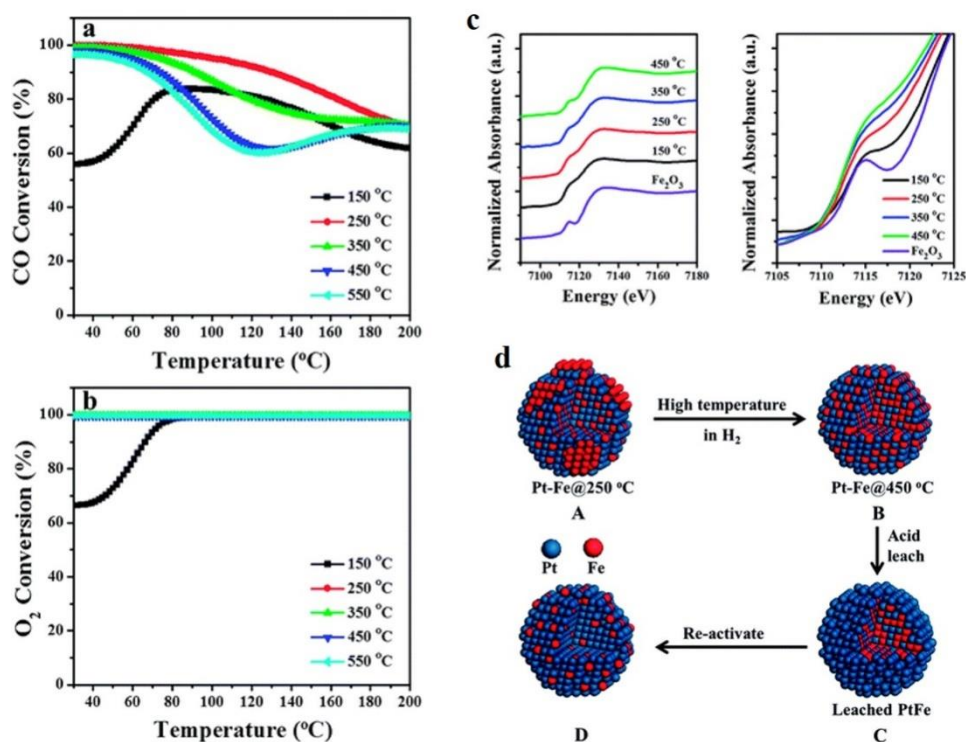 a
CO Conversion (%)
100
80
60
40
20
0
150 °C
250 °C
350 °C
450 °C
550 °C
40 60 80 100 120 140 160 180 200
Temperature (°C)
b
O2 Conversion (%)
100
80
60
40
20
0
150 °C
250 °C
350 °C
450 °C
550 °C
40 60 80 100 120 140 160 180 200
Temperature (°C)
c
Normalized Absorbance (a.u.)
450 °C
350 °C
250 °C
150 °C
Fe2O3
7100 7120 7140 7160 7180
Energy (eV)
Normalized Absorbance (a.u.)
150 °C
250 °C
350 °C
450 °C
Fe2O3
7105 7110 7115 7120 7125
Energy (eV)
d
High temperature
in H2
Pt-Fe@250 °C
A
Pt-Fe@450 °C
B
Acid
leach
Pt Fe
Re-activate
Leached PtFe
D
C